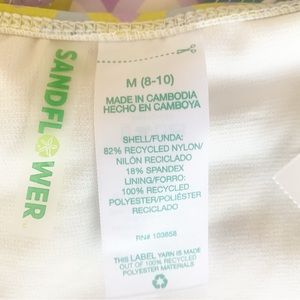 SANDFLOWER
M (8-10)
MADE IN CAMBODIA
HECHO EN CAMBOYA
SHELL/FUNDA:
82% RECYCLED NYLON/
NILÓN RECICLADO
18% SPANDEX
LINING/FORRO:
100% RECYCLED
POLYESTER/POLIÉSTER
RECICLADO
RN# 103658
THIS LABEL YARN IS MADE
OUT OF 100% RECYCLED
POLYESTER MATERIALS